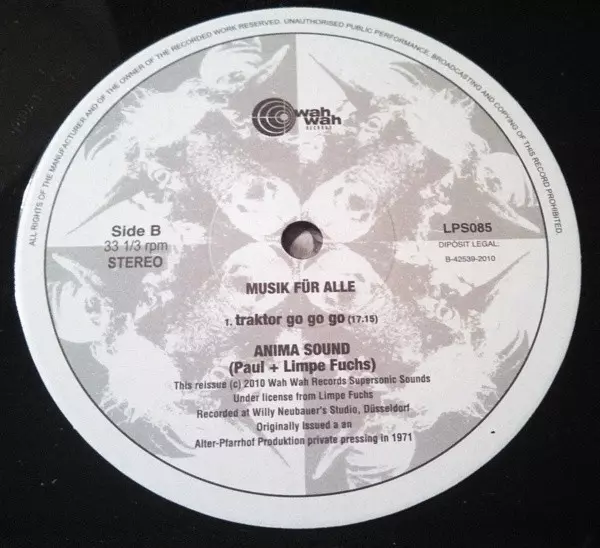 ALL RIGHTS OF THE MANUFACTURER AND OF THE OWNER OF THE RECORDED WORK RESERVED. UNAUTHORISED PUBLIC PERFORMANCE, BROADCASTING AND COPYING OF THIS RECORD PROHIBITED.
wah
wah
RECORDS
Side B
33 1/3 rpm
STEREO
LPS085
DIPÒSIT LEGAL:
B-42539-2010
MUSIK FÜR ALLE
1. traktor go go go (17.15)
ANIMA SOUND
(Paul + Limpe Fuchs)
This reissue (c) 2010 Wah Wah Records Supersonic Sounds
Under license from Limpe Fuchs
Recorded at Willy Neubauer's Studio, Düsseldorf
Originally Issued a an
Alter-Pfarrhof Produktion private pressing in 1971